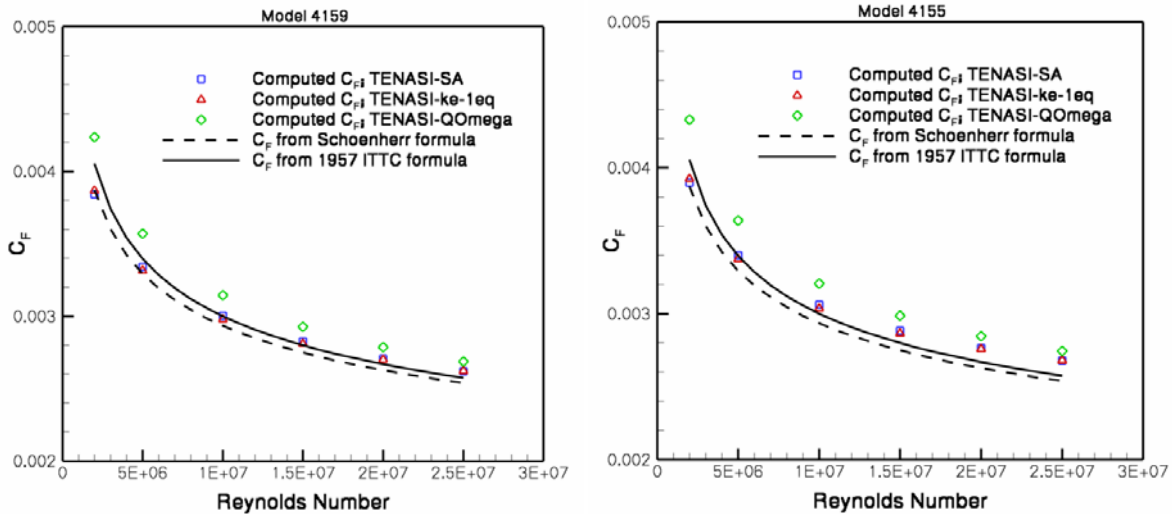 Model 4159
0.005
0.004
0.003
0.002
C_F
Computed C_F; TENASI-SA
Computed C_F; TENASI-ke-1eq
Computed C_F; TENASI-QOmega
C_F from Schoenherr formula
C_F from 1957 ITTC formula
0 5E+06 1E+07 1.5E+07 2E+07 2.5E+07 3E+07
Reynolds Number
Model 4155
0.005
0.004
0.003
0.002
C_F
Computed C_F; TENASI-SA
Computed C_F; TENASI-ke-1eq
Computed C_F; TENASI-QOmega
C_F from Schoenherr formula
C_F from 1957 ITTC formula
0 5E+06 1E+07 1.5E+07 2E+07 2.5E+07 3E+07
Reynolds Number